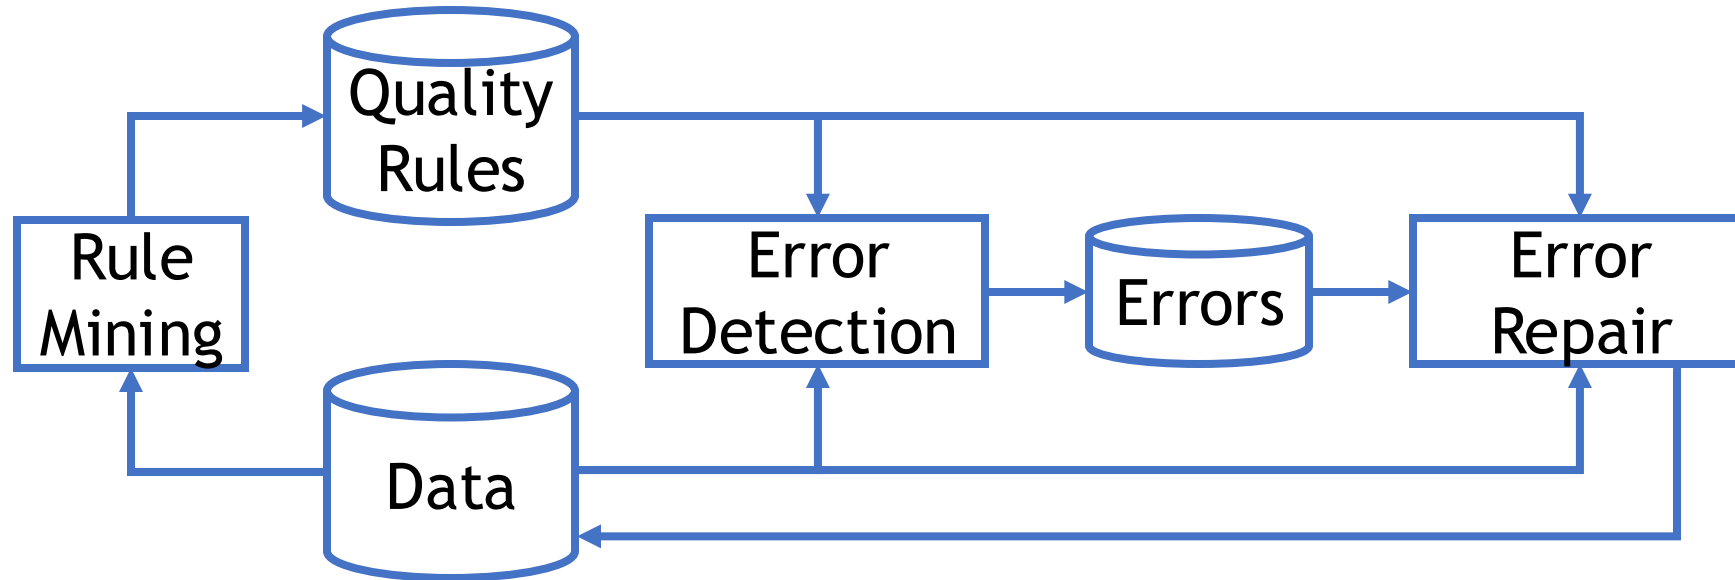 Quality
Rules
Rule
Mining
Error
Detection
Errors
Error
Repair
Data